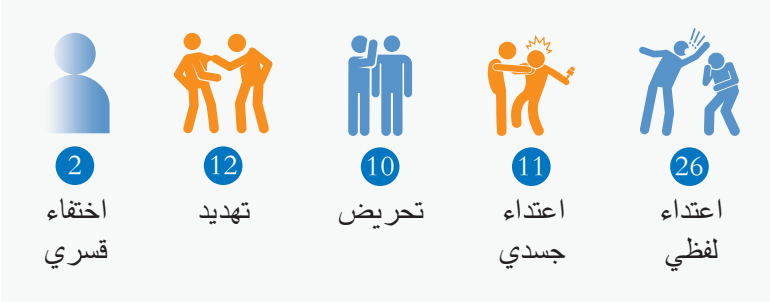 26
اعتداء
لفظي
11
اعتداء
جسدي
10
تحريض
12
تهديد
2
اختفاء
قسري